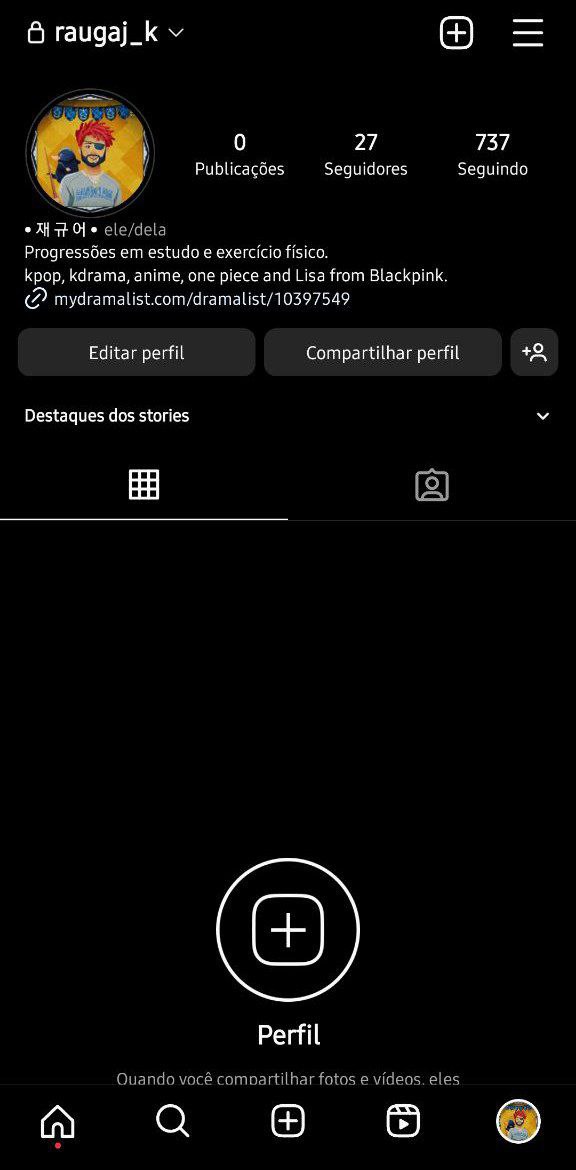 raugaj_k
0
27
737
Publicações
Seguidores
Seguindo
• 재규어 • ele/dela
Progressões em estudo e exercício físico.
kpop, kdrama, anime, one piece and Lisa from Blackpink.
mydramalist.com/dramalist/10397549
Editar perfil
Compartilhar perfil
Destaques dos stories
Perfil
Quando você compartilhar fotos e vídeos, eles